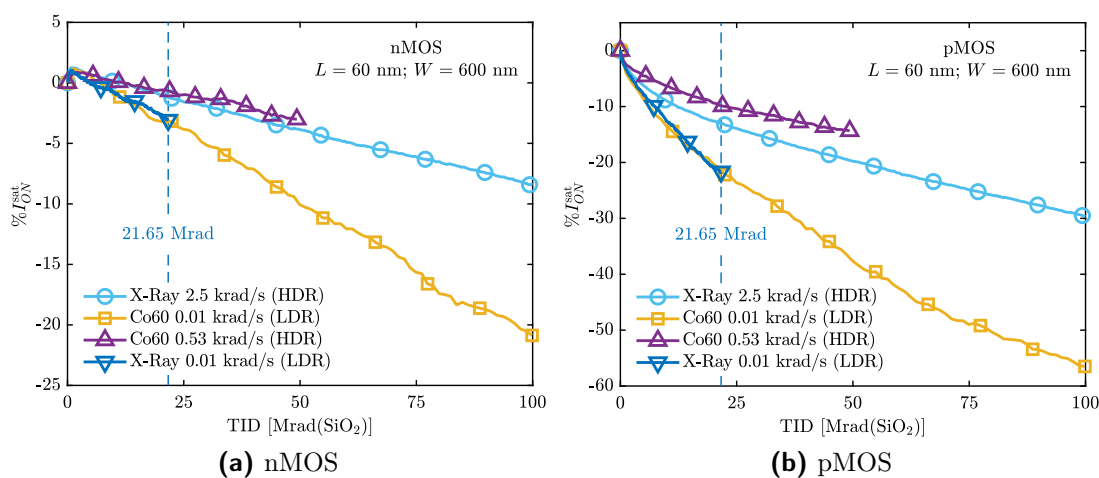 5
0
-5
-10
-15
-20
-25
%I_ON^sat
nMOS
L = 60 nm; W = 600 nm
21.65 Mrad
X-Ray 2.5 krad/s (HDR)
Co60 0.01 krad/s (LDR)
Co60 0.53 krad/s (HDR)
X-Ray 0.01 krad/s (LDR)
0 25 50 75 100
TID [Mrad(SiO₂)]
(a) nMOS
0
-10
-20
-30
-40
-50
-60
%I_ON^sat
pMOS
L = 60 nm; W = 600 nm
21.65 Mrad
X-Ray 2.5 krad/s (HDR)
Co60 0.01 krad/s (LDR)
Co60 0.53 krad/s (HDR)
X-Ray 0.01 krad/s (LDR)
0 25 50 75 100
TID [Mrad(SiO₂)]
(b) pMOS